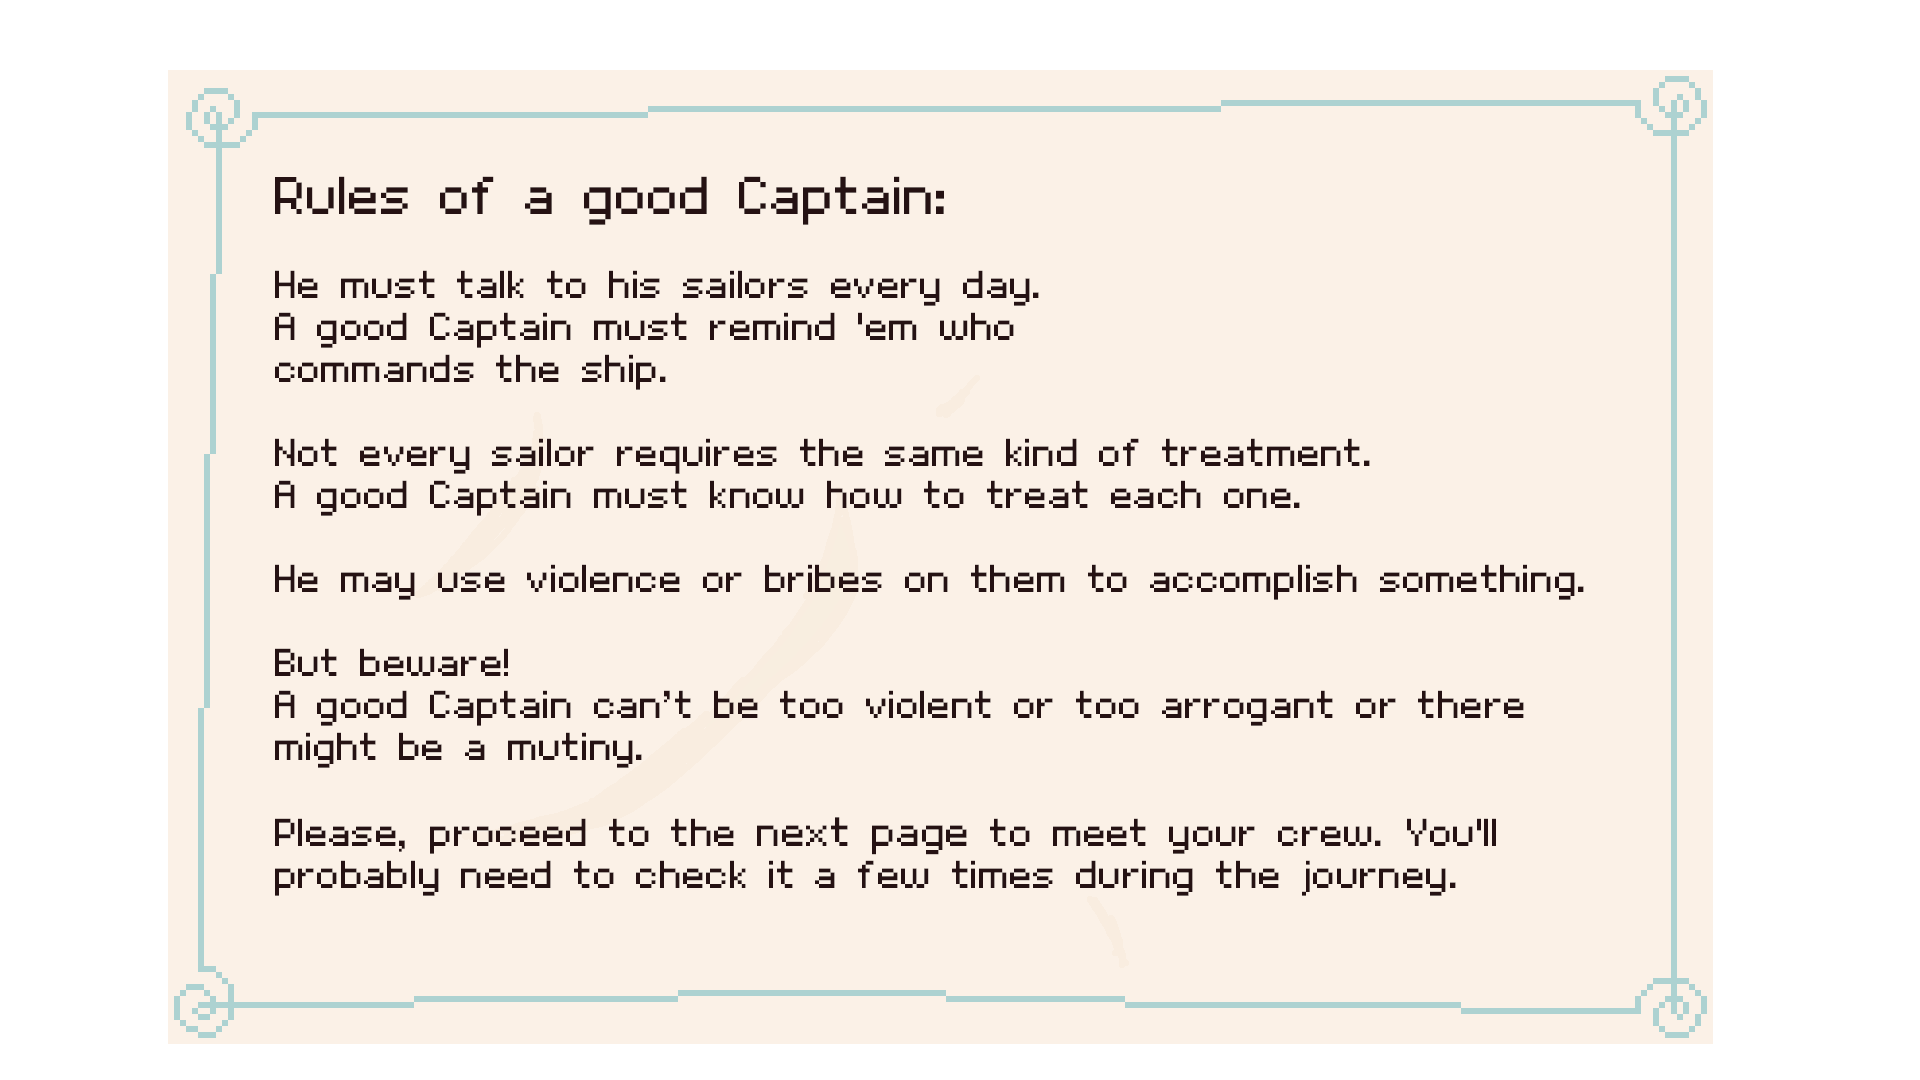 Rules of a good Captain:
He must talk to his sailors every day.
A good Captain must remind 'em who
commands the ship.
Not every sailor requires the same kind of treatment.
A good Captain must know how to treat each one.
He may use violence or bribes on them to accomplish something.
But beware!
A good Captain can't be too violent or too arrogant or there
might be a mutiny.
Please, proceed to the next page to meet your crew. You'll
probably need to check it a few times during the journey.